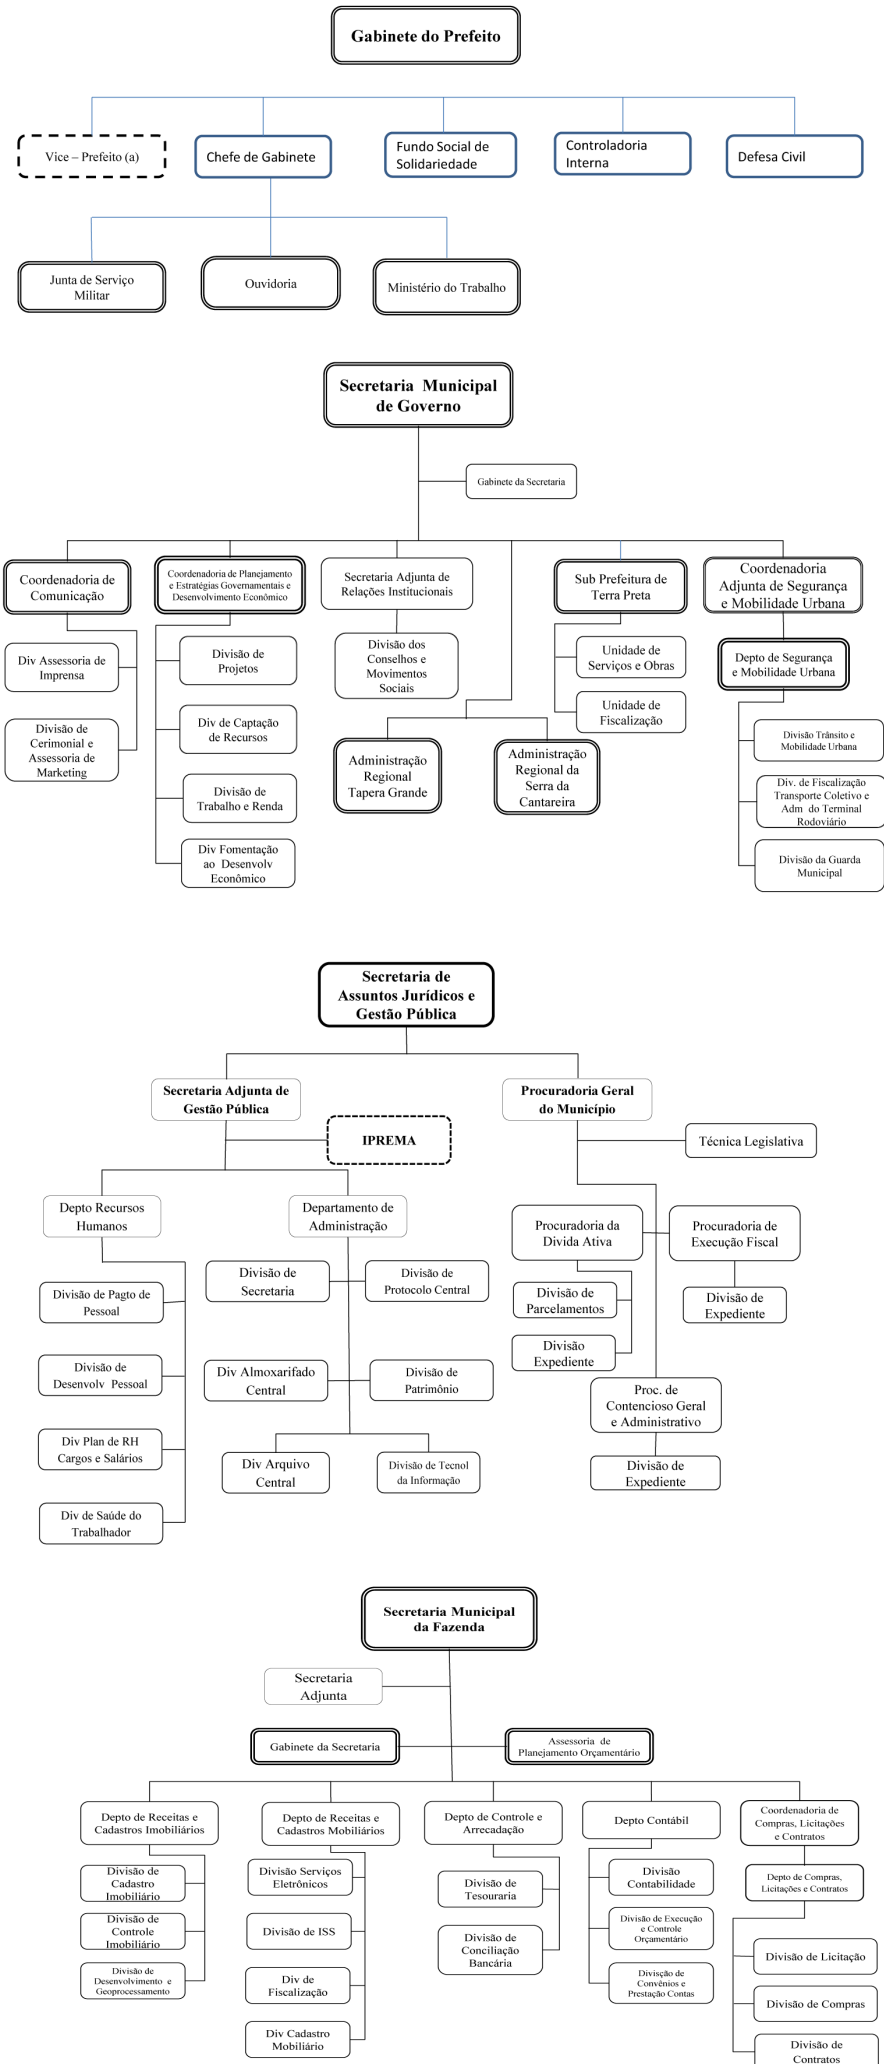 Gabinete do Prefeito
Vice – Prefeito (a)
Chefe de Gabinete
Fundo Social de
Solidariedade
Controladoria
Interna
Defesa Civil
Junta de Serviço
Militar
Ouvidoria
Ministério do Trabalho
Secretaria Municipal
de Governo
Gabinete da Secretaria
Coordenadoria de
Comunicação
Coordenadoria de Planejamento
e Estratégias Governamentais e
Desenvolvimento Econômico
Secretaria Adjunta de
Relações Institucionais
Sub Prefeitura de
Terra Preta
Coordenadoria
Adjunta de Segurança
e Mobilidade Urbana
Div Assessoria de
Imprensa
Divisão de
Projetos
Divisão dos
Conselhos e
Movimentos
Sociais
Unidade de
Serviços e Obras
Depto de Segurança
e Mobilidade Urbana
Divisão de
Cerimonial e
Assessoria de
Marketing
Div de Captação
de Recursos
Unidade de
Fiscalização
Divisão Trânsito e
Mobilidade Urbana
Administração
Regional
Tapera Grande
Administração
Regional da
Serra da
Cantareira
Divisão de
Trabalho e Renda
Div. de Fiscalização
Transporte Coletivo e
Adm do Terminal
Rodoviário
Div Fomentação
ao Desenvolv
Econômico
Divisão da Guarda
Municipal
Secretaria de
Assuntos Jurídicos e
Gestão Pública
Secretaria Adjunta de
Gestão Pública
Procuradoria Geral
do Município
IPREMA
Técnica Legislativa
Depto Recursos
Humanos
Departamento de
Administração
Procuradoria da
Divida Ativa
Procuradoria de
Execução Fiscal
Divisão de
Secretaria
Divisão de
Protocolo Central
Divisão de Pagto de
Pessoal
Divisão de
Parcelamentos
Divisão de
Expediente
Divisão
Expediente
Divisão de
Desenvolv Pessoal
Div Almoxarifado
Central
Divisão de
Patrimônio
Proc. de
Contencioso Geral
e Administrativo
Div Plan de RH
Cargos e Salários
Div Arquivo
Central
Divisão de Tecnol
da Informação
Divisão de
Expediente
Div de Saúde do
Trabalhador
Secretaria Municipal
da Fazenda
Secretaria
Adjunta
Gabinete da Secretaria
Assessoria de
Planejamento Orçamentário
Depto de Receitas e
Cadastros Imobiliários
Depto de Receitas e
Cadastros Mobiliários
Depto de Controle e
Arrecadação
Depto Contábil
Coordenadoria de
Compras, Licitações
e Contratos
Divisão de
Cadastro
Imobiliário
Divisão Serviços
Eletrônicos
Divisão de
Tesouraria
Divisão
Contabilidade
Depto de Compras,
Licitações e Contratos
Divisão de
Controle
Imobiliário
Divisão de ISS
Divisão de
Conciliação
Bancária
Divisão de Execução
e Controle
Orçamentário
Divisão de Licitação
Divisão de
Desenvolvimento e
Geoprocessamento
Div de
Fiscalização
Divisção de
Convênios e
Prestação Contas
Divisão de Compras
Div Cadastro
Mobiliário
Divisão de
Contratos